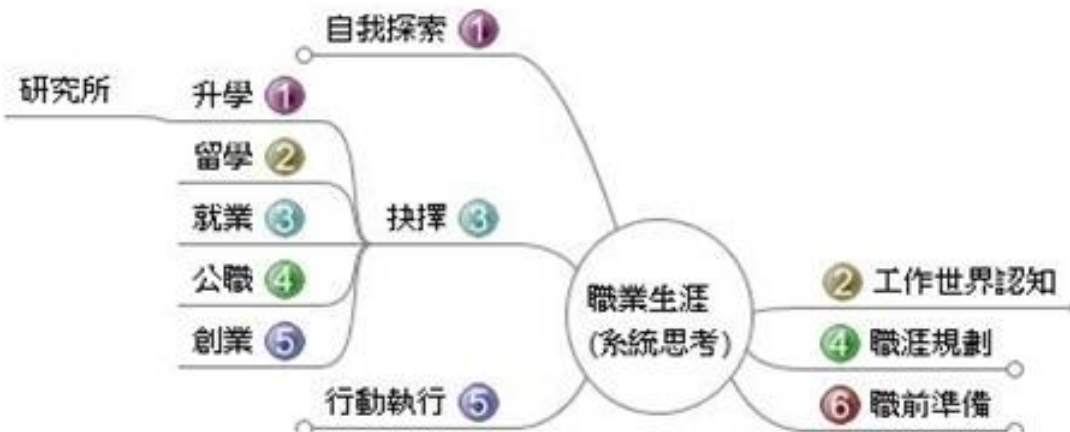 自我探索 1
研究所
升學 1
留學 2
就業 3
公職 4
創業 5
抉擇 3
行動執行 5
職業生涯
(系統思考)
2 工作世界認知
4 職涯規劃
6 職前準備